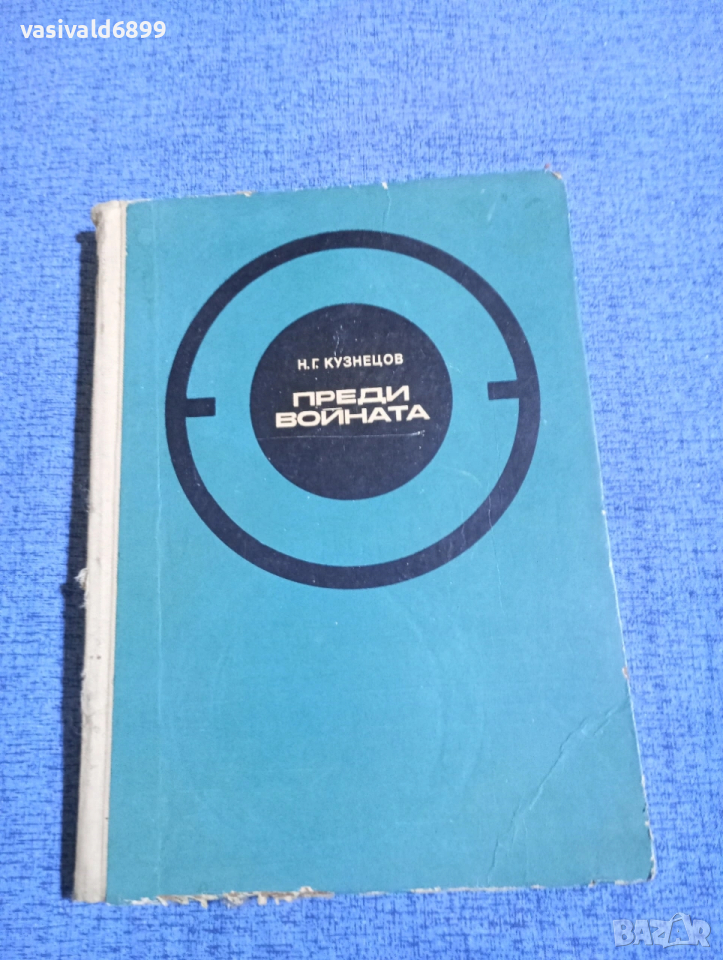 vasivald6899
Н.Г. КУЗНЕЦОВ
ПРЕДИ
ВОЙНАТА
BAZAR